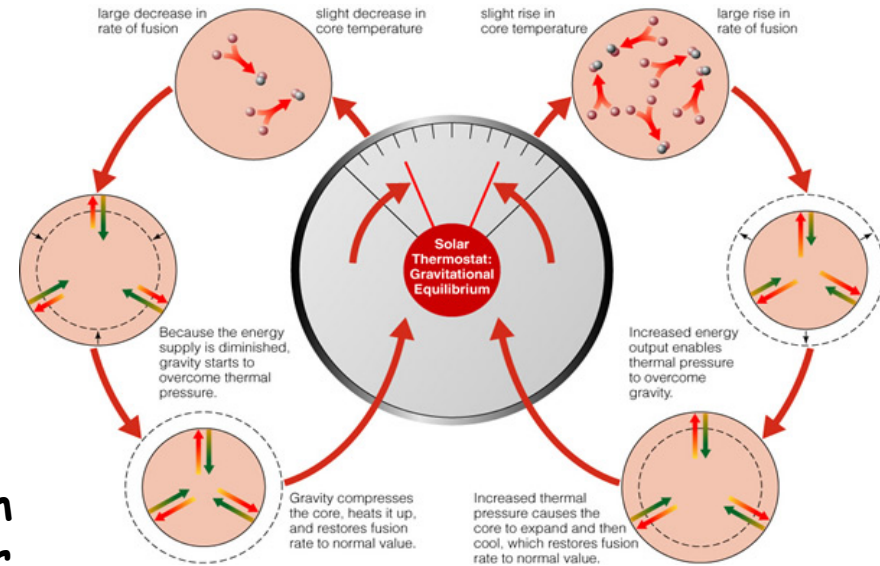 large decrease in
rate of fusion
slight decrease in
core temperature
slight rise in
core temperature
large rise in
rate of fusion
Solar
Thermostat:
Gravitational
Equilibrium
Because the energy
supply is diminished,
gravity starts to
overcome thermal
pressure.
Increased energy
output enables
thermal pressure
to overcome
gravity.
Gravity compresses
the core, heats it up,
and restores fusion
rate to normal value.
Increased thermal
pressure causes the
core to expand and then
cool, which restores fusion
rate to normal value.